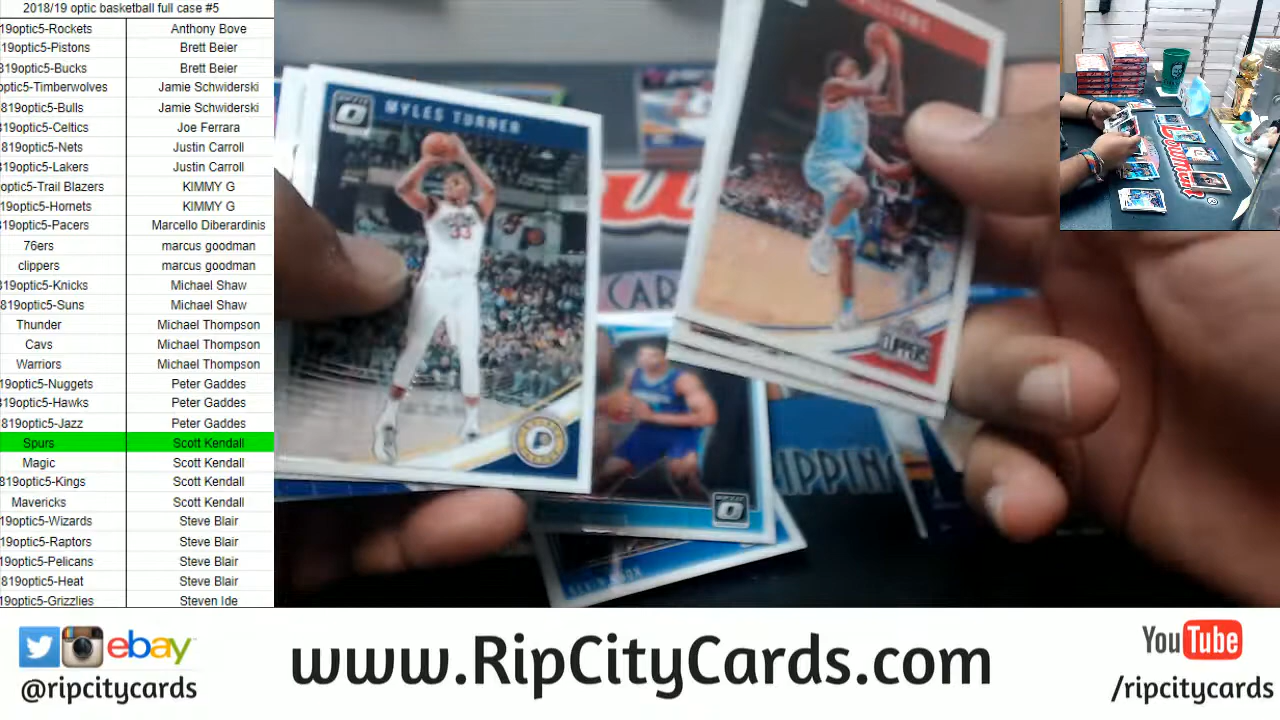 2018/19 optic basketball full case #5
19optic5-Rockets Anthony Bove
819optic5-Pistons Brett Beier
819optic5-Bucks Brett Beier
optic5-Timberwolves Jamie Schwiderski
819optic5-Bulls Jamie Schwiderski
819optic5-Celtics Joe Ferrara
819optic5-Nets Justin Carroll
819optic5-Lakers Justin Carroll
optic5-Trail Blazers KIMMY G
19optic5-Hornets KIMMY G
19optic5-Pacers Marcello Diberardinis
76ers marcus goodman
clippers marcus goodman
819optic5-Knicks Michael Shaw
819optic5-Suns Michael Shaw
Thunder Michael Thompson
Cavs Michael Thompson
Warriors Michael Thompson
19optic5-Nuggets Peter Gaddes
819optic5-Hawks Peter Gaddes
819optic5-Jazz Peter Gaddes
Spurs Scott Kendall
Magic Scott Kendall
819optic5-Kings Scott Kendall
Mavericks Scott Kendall
19optic5-Wizards Steve Blair
19optic5-Raptors Steve Blair
19optic5-Pelicans Steve Blair
819optic5-Heat Steve Blair
19optic5-Grizzlies Steven Ide
MYLES TURNER
33
CLIPPERS
CAR
RIPPING
OPTIC
ebay
@ripcitycards
www.RipCityCards.com
YouTube
/ripcitycards